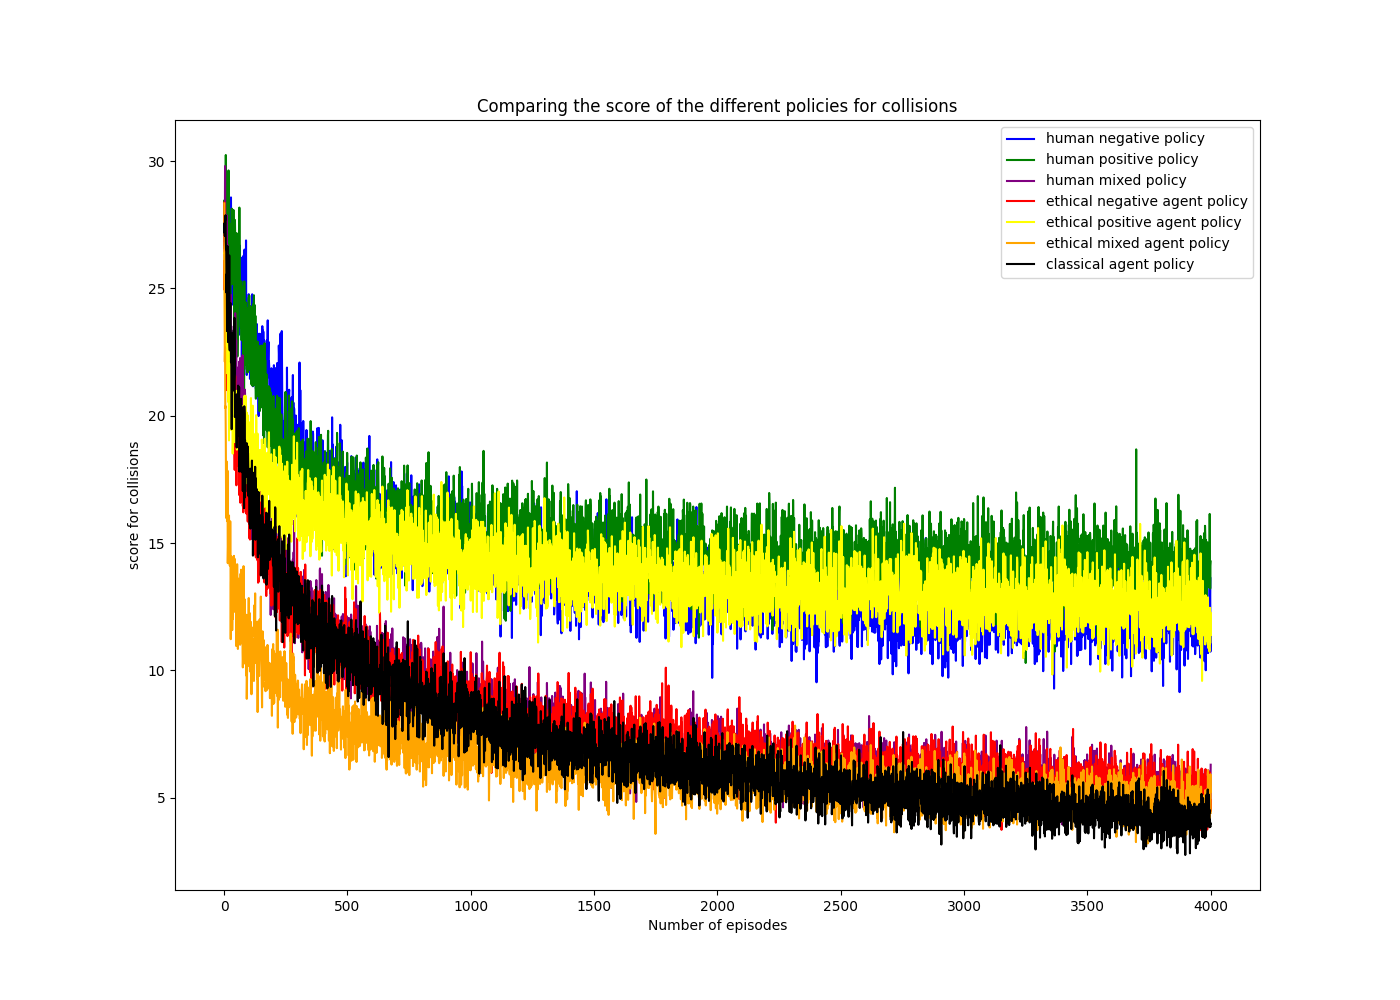 Comparing the score of the different policies for collisions
human negative policy
human positive policy
human mixed policy
ethical negative agent policy
ethical positive agent policy
ethical mixed agent policy
classical agent policy
score for collisions
30
25
20
15
10
5
0 500 1000 1500 2000 2500 3000 3500 4000
Number of episodes